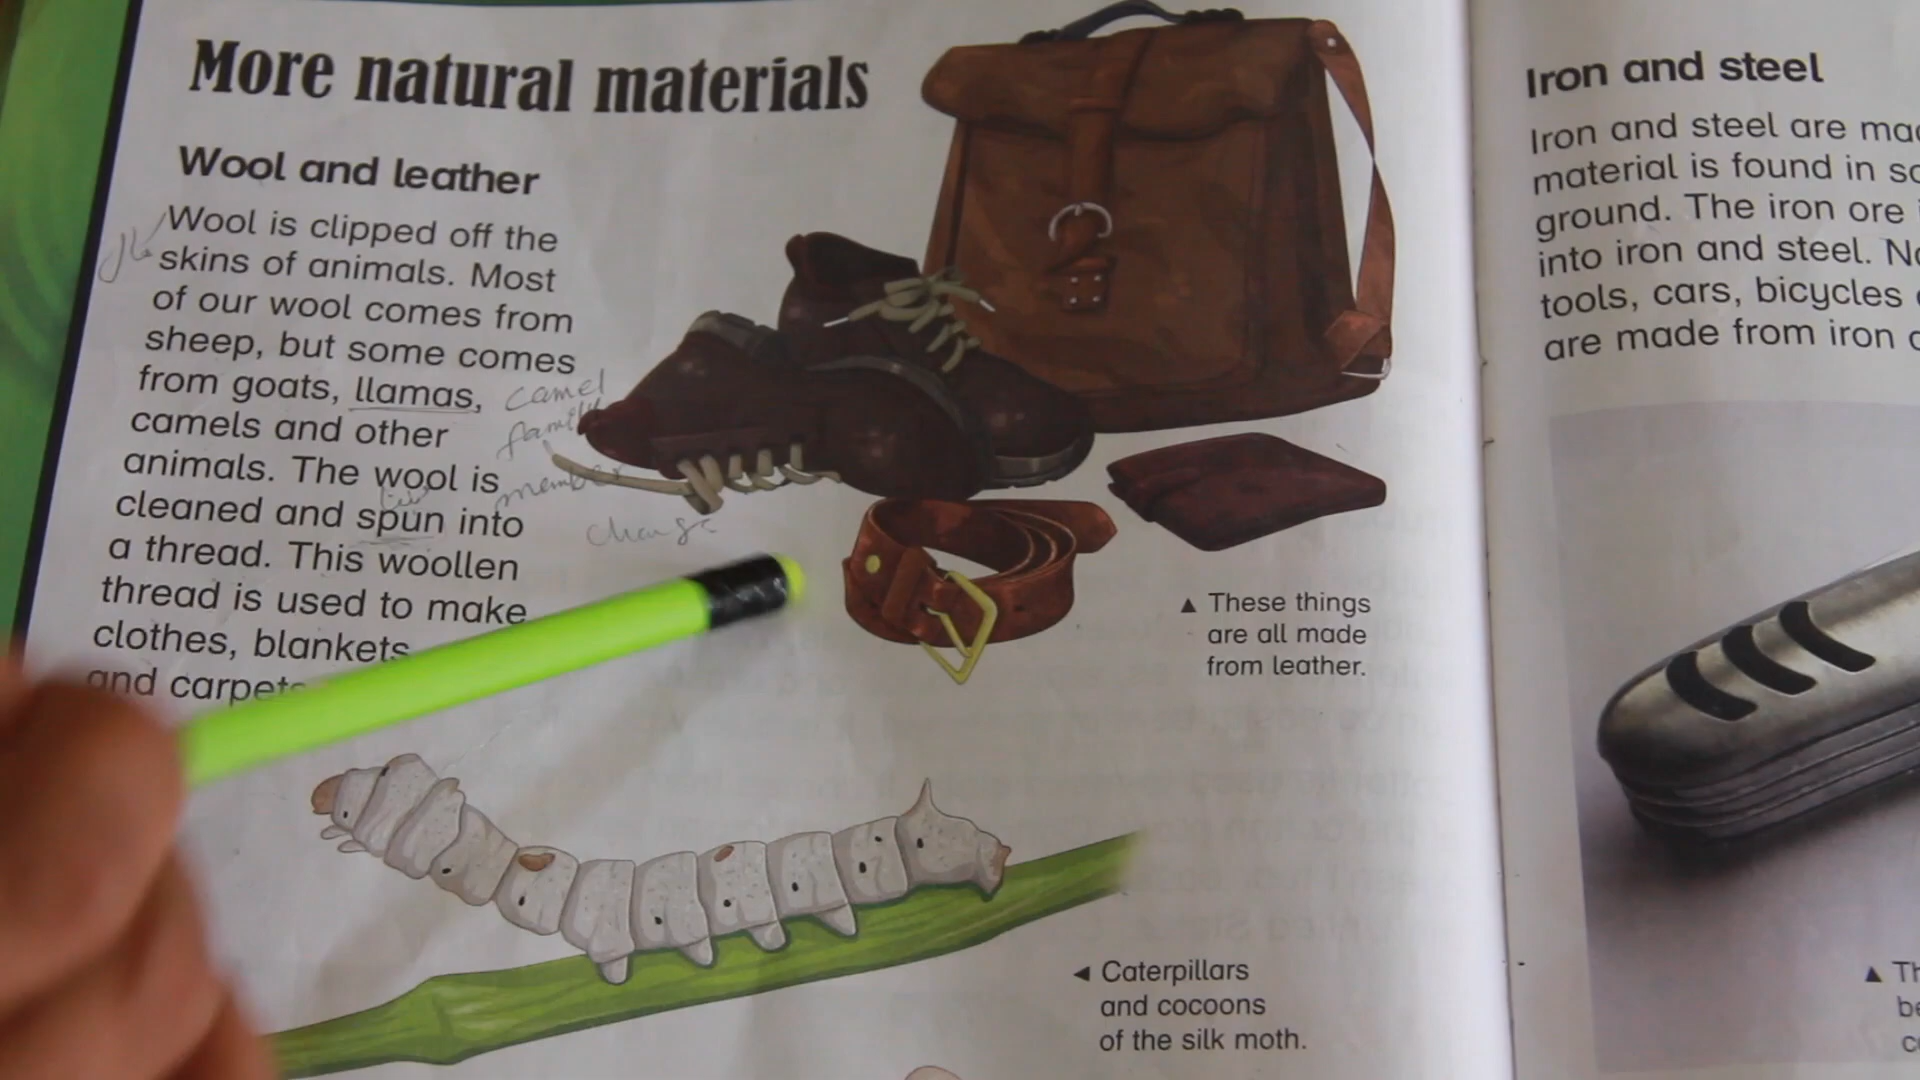 More natural materials
Wool and leather
Wool is clipped off the
skins of animals. Most
of our wool comes from
sheep, but some comes
from goats, llamas,
camels and other
animals. The wool is
cleaned and spun into
a thread. This woollen
thread is used to make
clothes, blankets
and carpets
camel
family
member
change
▲ These things
are all made
from leather.
◄ Caterpillars
and cocoons
of the silk moth.
Iron and steel
Iron and steel are
material is found in
ground. The iron ore
into iron and steel.
tools, cars, bicycles
are made from iron
▲